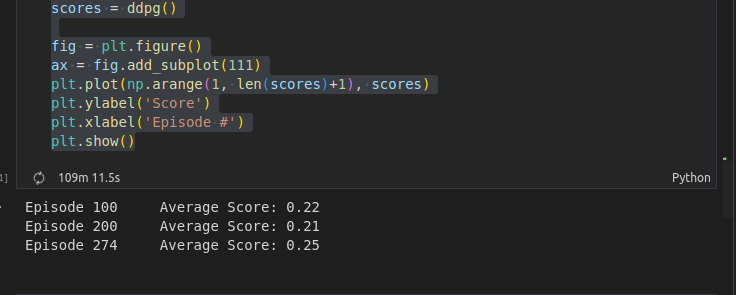 scores = ddpg()
fig = plt.figure()
ax = fig.add_subplot(111)
plt.plot(np.arange(1, len(scores)+1), scores)
plt.ylabel('Score')
plt.xlabel('Episode #')
plt.show()
1]
109m 11.5s
Python
Episode 100     Average Score: 0.22
Episode 200     Average Score: 0.21
Episode 274     Average Score: 0.25